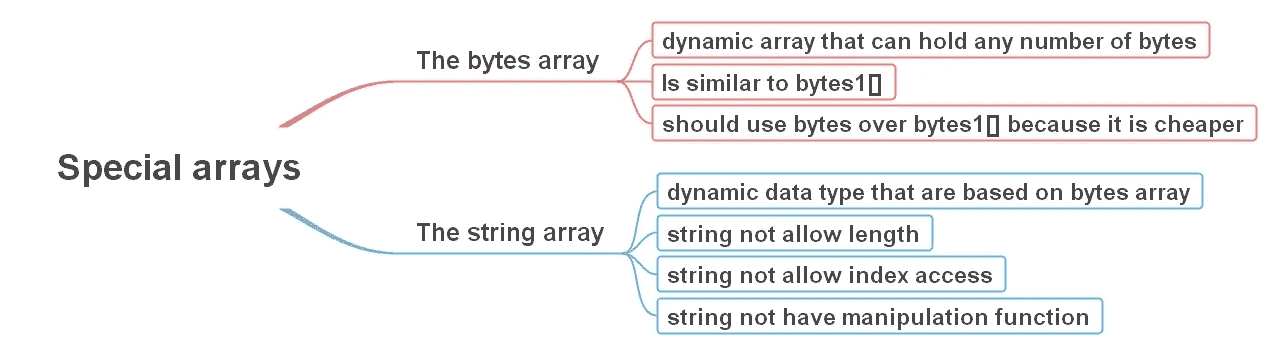 Special arrays
The bytes array
dynamic array that can hold any number of bytes
Is similar to bytes1[]
should use bytes over bytes1[] because it is cheaper
The string array
dynamic data type that are based on bytes array
string not allow length
string not allow index access
string not have manipulation function